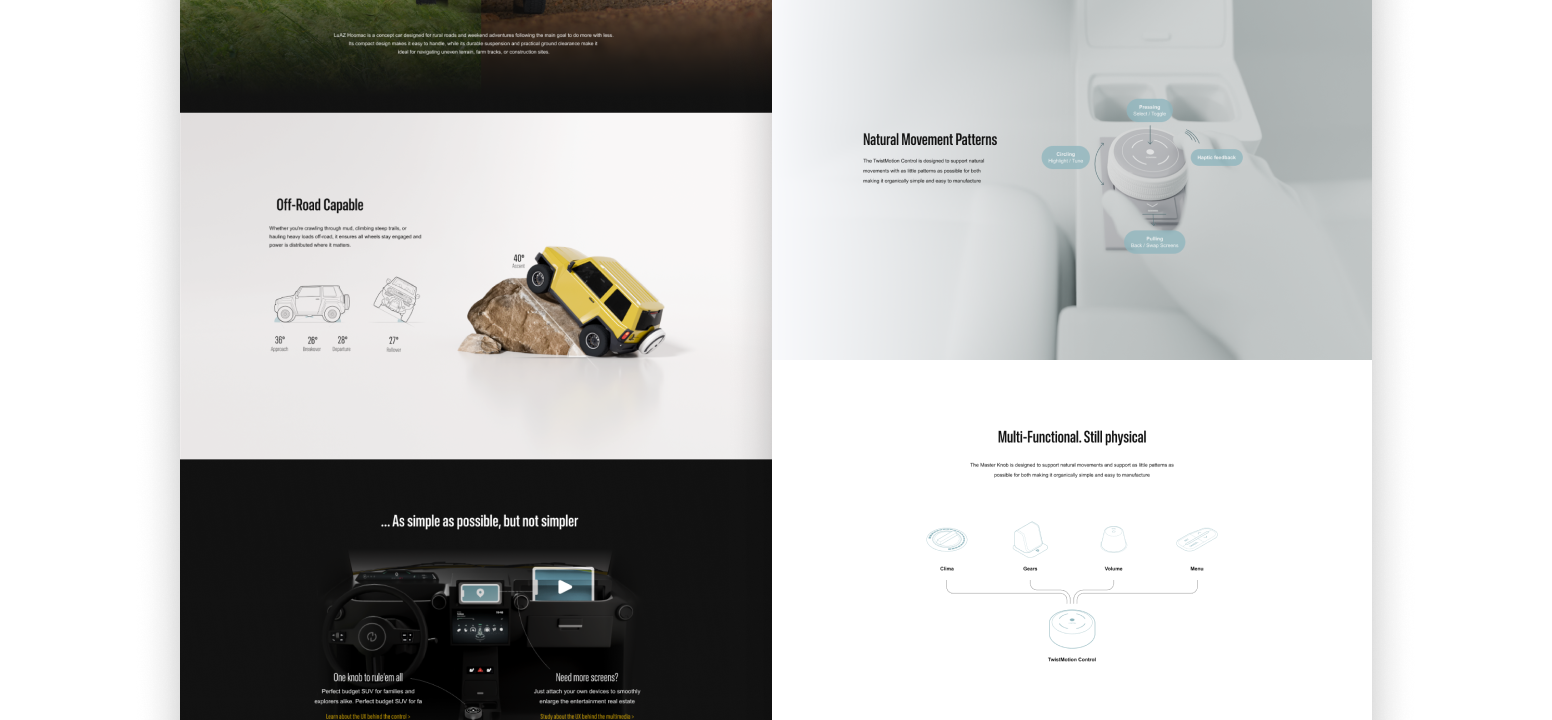 LuAZ Picomac is a concept car designed for rural roads and weekend adventures following the main goal to do more with less.
Its compact design makes it easy to handle, while its durable suspension and practical ground clearance make it
ideal for navigating uneven terrain, farm tracks, or construction sites.
Off-Road Capable
Whether you're crawling through mud, climbing steep trails, or
hauling heavy loads off-road, it ensures all wheels stay engaged and
power is distributed where it matters.
40°
Ascent
36°
Approach
26°
Breakover
28°
Departure
27°
Rollover
... As simple as possible, but not simpler
One knob to rule'em all
Perfect budget SUV for families and
explorers alike. Perfect budget SUV for fa
Learn about the UX behind the control >
Need more screens?
Just attach your own devices to smoothly
enlarge the entertainment real estate
Study about the UX behind the multimedia >
Natural Movement Patterns
The TwistMotion Control is designed to support natural
movements with as little patterns as possible for both
making it organically simple and easy to manufacture
Pressing
Select / Toggle
Circling
Highlight / Tune
Haptic feedback
Pulling
Back / Swap Screens
Multi-Functional. Still physical
The Master Knob is designed to support natural movements and support as little patterns as
possible for both making it organically simple and easy to manufacture
Clima
Gears
Volume
Menu
TwistMotion Control